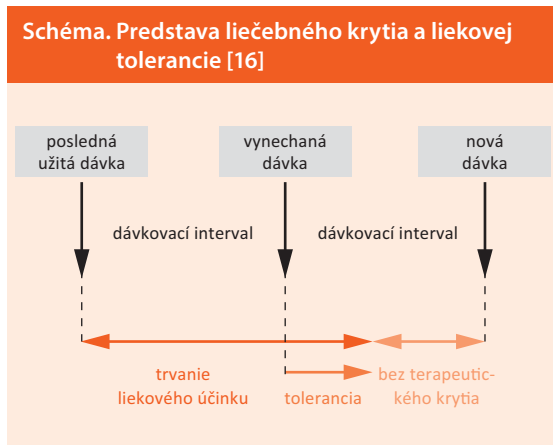 Schéma. Predstava liečebného krytia a liekovej
tolerancie [16]
posledná
užitá dávka
vynechaná
dávka
nová
dávka
dávkovací interval
dávkovací interval
trvanie
liekového účinku
tolerancia
bez terapeutic-
kého krytia